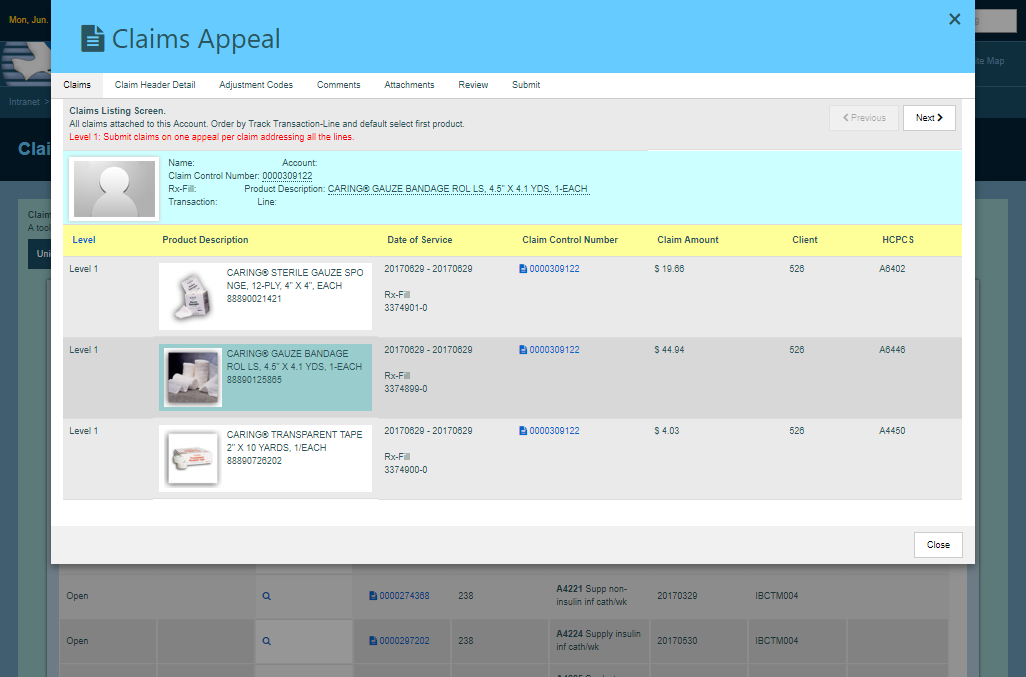 Mon, Jun.
Claims Appeal
Claims Claim Header Detail Adjustment Codes Comments Attachments Review Submit
ite Map
Intranet >
Claims Listing Screen.
All claims attached to this Account. Order by Track Transaction-Line and default select first product.
Level 1: Submit claims on one appeal per claim addressing all the lines.
Previous Next
Clai
Name: Account:
Claim Control Number: 0000309122
Rx-Fill: Product Description: CARING® GAUZE BANDAGE ROL LS, 4.5" X 4.1 YDS, 1-EACH
Transaction: Line:
Claim
A tool
Uni
Level Product Description Date of Service Claim Control Number Claim Amount Client HCPCS
Level 1 CARING® STERILE GAUZE SPO 20170629 - 20170629 0000309122 $ 19.66 526 A6402
NGE, 12-PLY, 4" X 4", EACH
88890021421
Rx-Fill
3374901-0
Level 1 CARING® GAUZE BANDAGE 20170629 - 20170629 0000309122 $ 44.94 526 A6446
ROL LS, 4.5" X 4.1 YDS, 1-EACH
88890125865
Rx-Fill
3374899-0
Level 1 CARING® TRANSPARENT TAPE 20170629 - 20170629 0000309122 $ 4.03 526 A4450
2" X 10 YARDS, 1/EACH
88890726202
Rx-Fill
3374900-0
Close
Open 0000274368 238 A4221 Supp non-
insulin inf cath/wk 20170329 IBCTM004
Open 0000297202 238 A4224 Supply insulin
inf cath/wk 20170530 IBCTM004